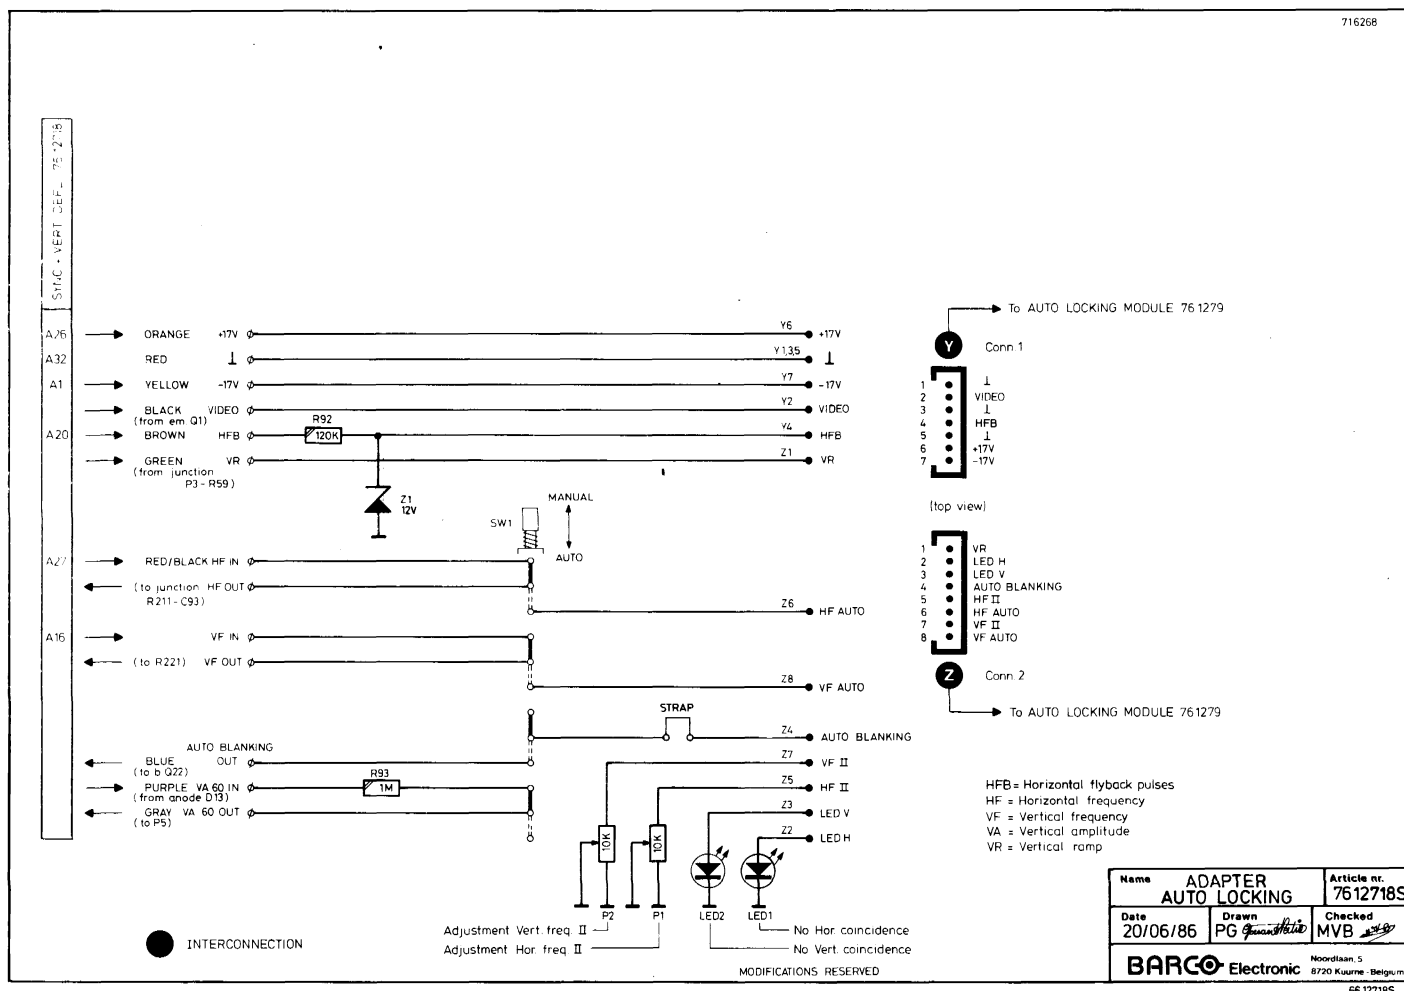 716268
SYNC + VERT DEFL 7612718
A26 ORANGE +17V Y6 +17V
A32 RED ⊥ Y1,3,5 ⊥
A1 YELLOW -17V Y7 -17V
BLACK VIDEO Y2 VIDEO
(from em. Q1)
R92
A20 BROWN HFB 120K Y4 HFB
GREEN VR Z1 VR
(from junction
P3-R59)
Z1
12V
MANUAL
SW1
AUTO
A27 RED/BLACK HF IN
(to junction HF OUT
R211-C93)
Z6 HF AUTO
A16 VF IN
(to R221) VF OUT
Z8 VF AUTO
STRAP
Z4 AUTO BLANKING
AUTO BLANKING
BLUE OUT
(to b Q22)
Z7 VF II
R93
PURPLE VA 60 IN 1M
(from anode D13)
Z5 HF II
GRAY VA 60 OUT
(to P5)
Z3 LED V
Z2 LED H
10K 10K
P2 P1 LED2 LED1
Adjustment Vert. freq. II
Adjustment Hor. freq. II
No Hor. coincidence
No Vert. coincidence
INTERCONNECTION
MODIFICATIONS RESERVED
To AUTO LOCKING MODULE 761279
Y Conn.1
1 ⊥
2 VIDEO
3 ⊥
4 HFB
5 ⊥
6 +17V
7 -17V
(top view)
1 VR
2 LED H
3 LED V
4 AUTO BLANKING
5 HF II
6 HF AUTO
7 VF II
8 VF AUTO
Z Conn.2
To AUTO LOCKING MODULE 761279
HFB = Horizontal flyback pulses
HF = Horizontal frequency
VF = Vertical frequency
VA = Vertical amplitude
VR = Vertical ramp
Name ADAPTER
AUTO LOCKING
Article nr.
7612718S
Date
20/06/86
Drawn
PG
Checked
MVB
BARCO Electronic
Noordlaan, 5
8720 Kuurne - Belgium
6612718S